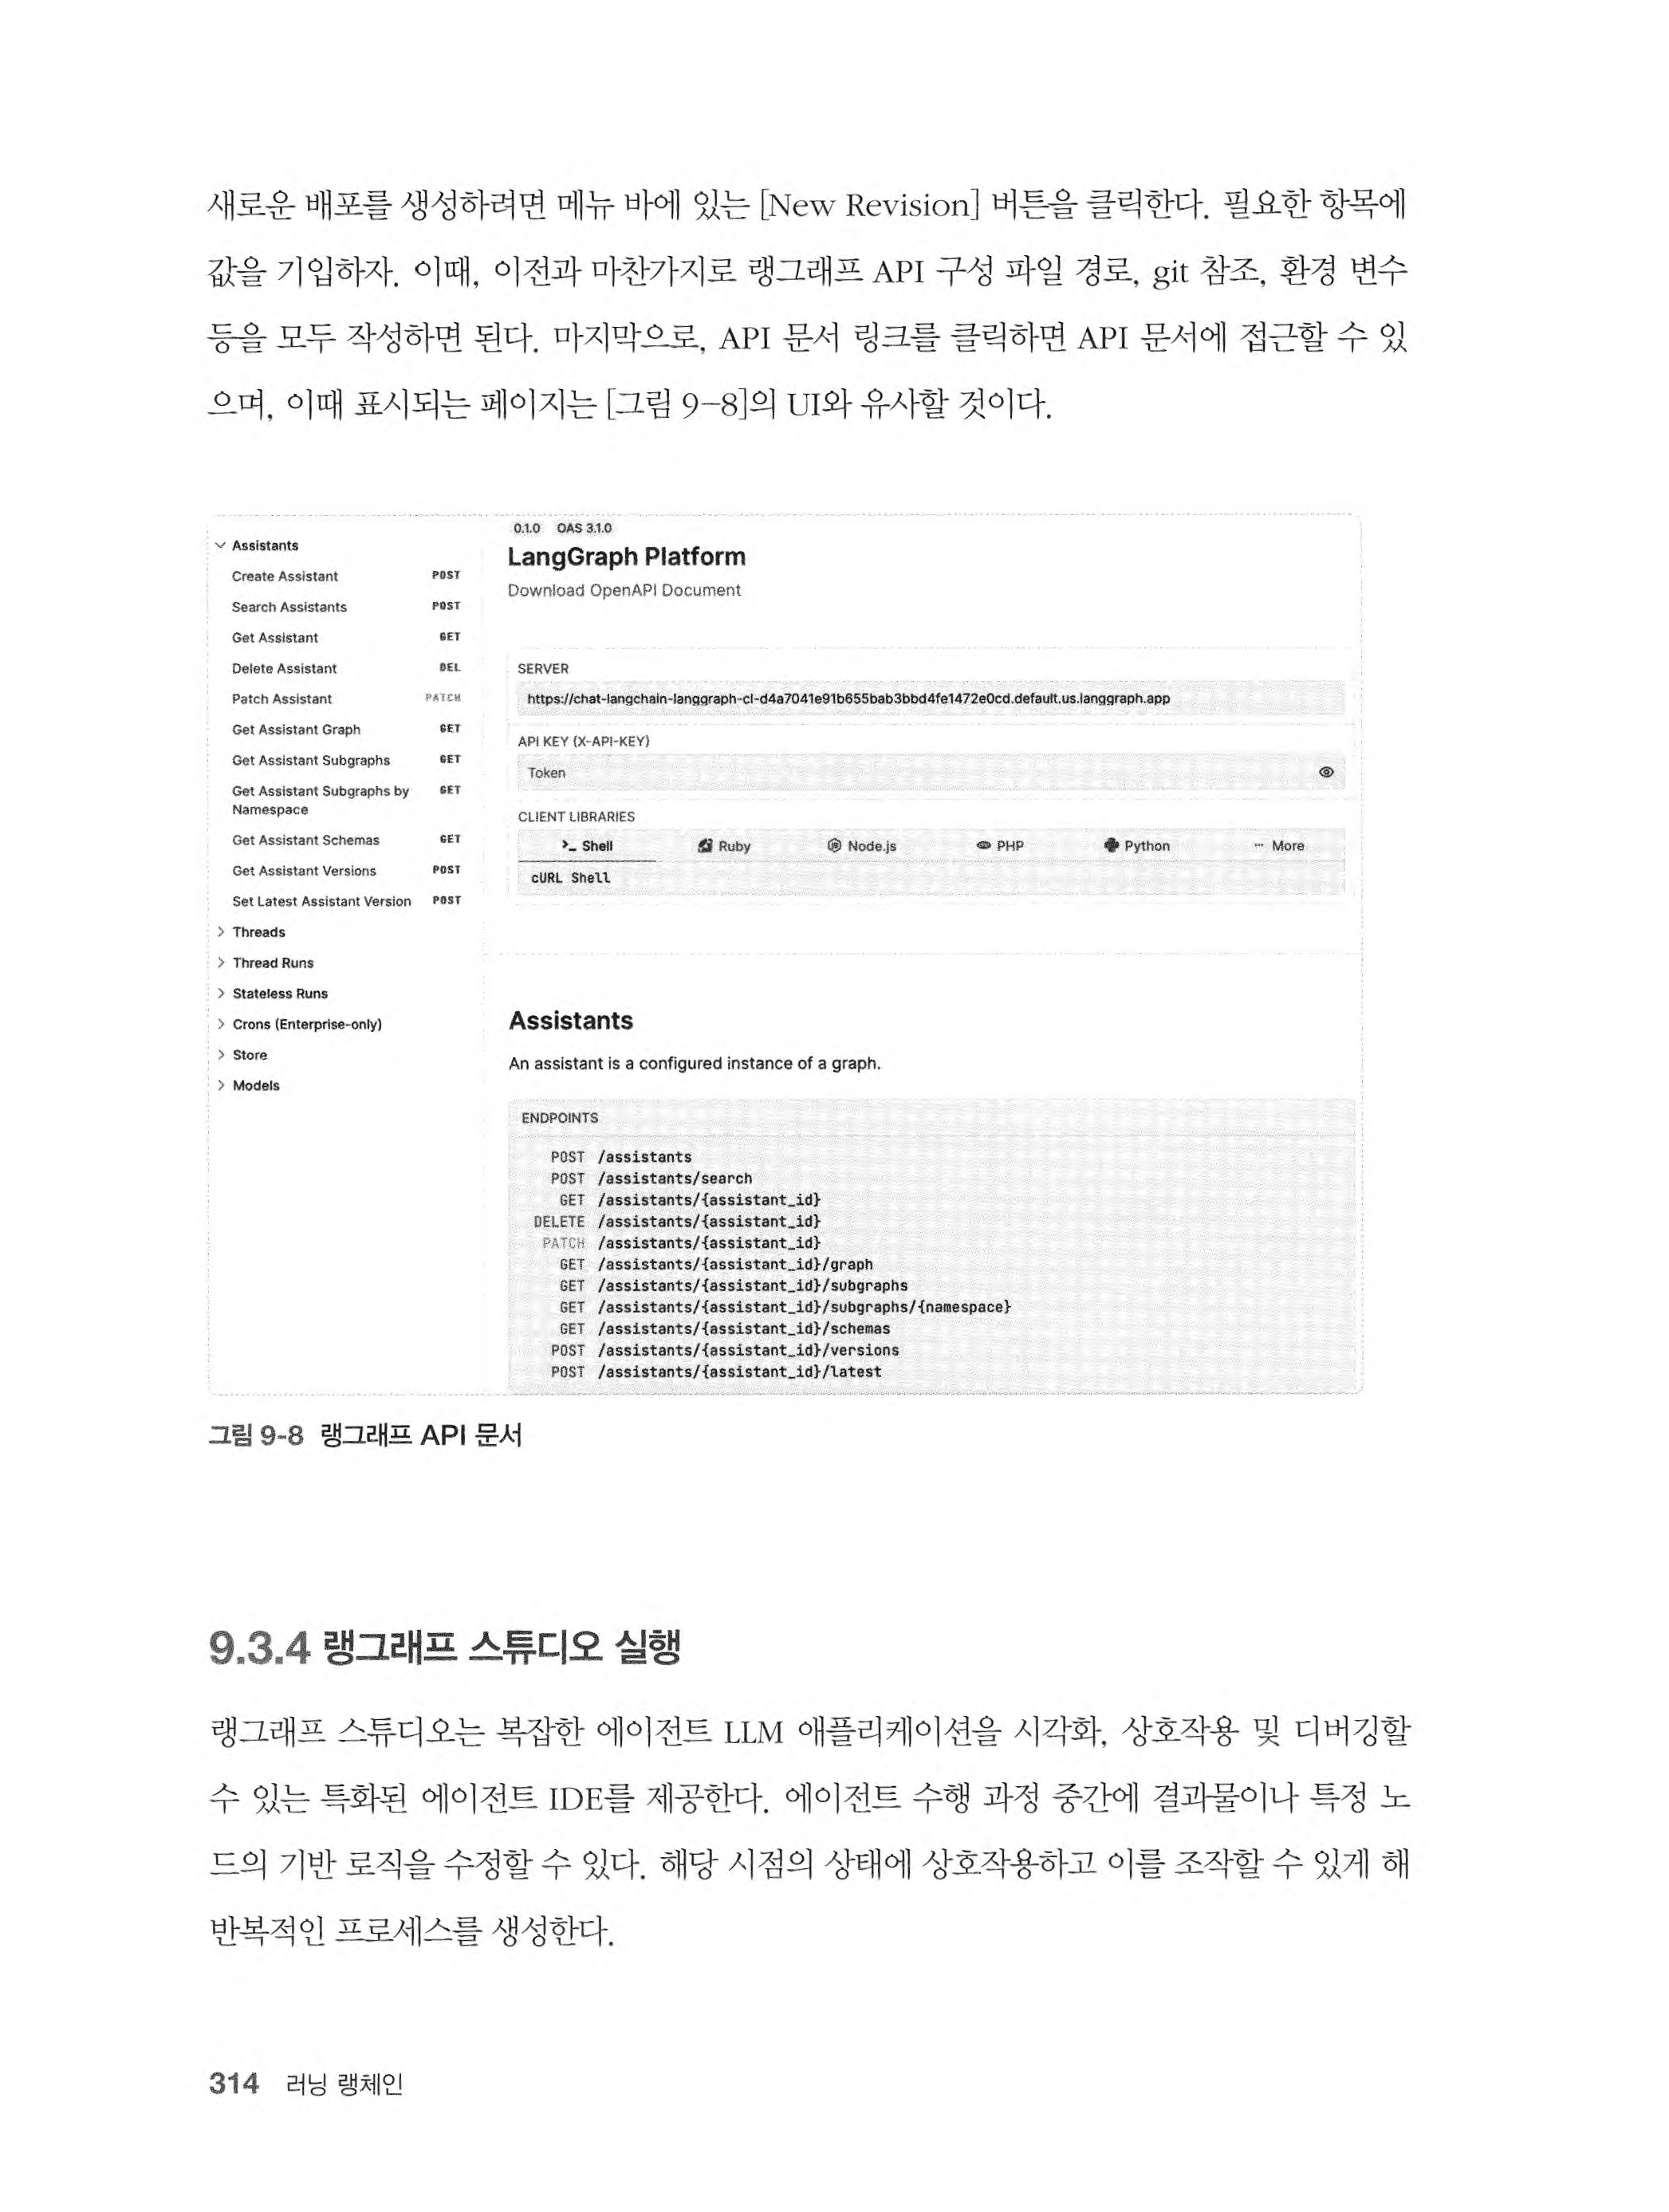 새로운 배포를 생성하려면 메뉴 바에 있는 [New Revision] 버튼을 클릭한다. 필요한 항목에
값을 기입하자. 이때, 이전과 마찬가지로 랭그래프 API 구성 파일 경로, git 참조, 환경 변수
등을 모두 작성하면 된다. 마지막으로, API 문서 링크를 클릭하면 API 문서에 접근할 수 있
으며, 이때 표시되는 페이지는 [그림 9-8]의 UI와 유사할 것이다.
Assistants
Create Assistant POST
Search Assistants POST
Get Assistant GET
Delete Assistant DEL
Patch Assistant PATCH
Get Assistant Graph GET
Get Assistant Subgraphs GET
Get Assistant Subgraphs by GET
Namespace
Get Assistant Schemas GET
Get Assistant Versions POST
Set Latest Assistant Version POST
Threads
Thread Runs
Stateless Runs
Crons (Enterprise-only)
Store
Models
0.1.0 OAS 3.1.0
LangGraph Platform
Download OpenAPI Document
SERVER
https://chat-langchain-langgraph-cl-d4a7041e91b655bab3bbd4fe1472e0cd.default.us.langgraph.app
API KEY (X-API-KEY)
Token
CLIENT LIBRARIES
>_ Shell Ruby Node.js PHP Python ··· More
cURL Shell
Assistants
An assistant is a configured instance of a graph.
ENDPOINTS
POST /assistants
POST /assistants/search
GET /assistants/{assistant_id}
DELETE /assistants/{assistant_id}
PATCH /assistants/{assistant_id}
GET /assistants/{assistant_id}/graph
GET /assistants/{assistant_id}/subgraphs
GET /assistants/{assistant_id}/subgraphs/{namespace}
GET /assistants/{assistant_id}/schemas
POST /assistants/{assistant_id}/versions
POST /assistants/{assistant_id}/latest
그림 9-8 랭그래프 API 문서
9.3.4 랭그래프 스튜디오 실행
랭그래프 스튜디오는 복잡한 에이전트 LLM 애플리케이션을 시각화, 상호작용 및 디버깅할
수 있는 특화된 에이전트 IDE를 제공한다. 에이전트 수행 과정 중간에 결과물이나 특정 노
드의 기반 로직을 수정할 수 있다. 해당 시점의 상태에 상호작용하고 이를 조작할 수 있게 해
반복적인 프로세스를 생성한다.
314 러닝 랭체인